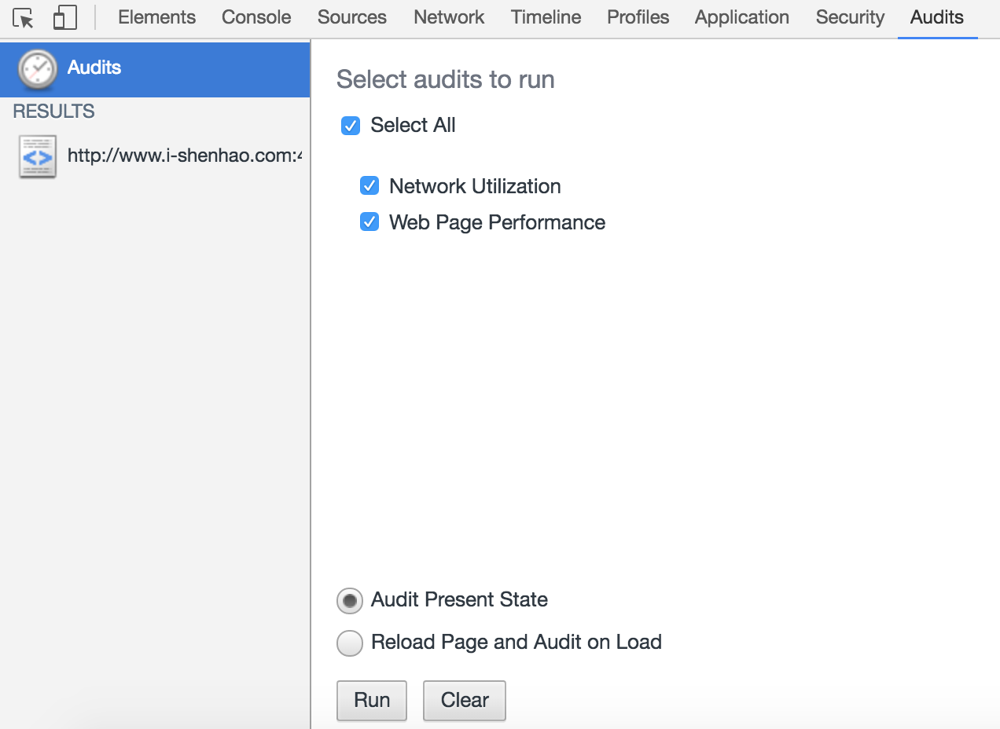 Elements Console Sources Network Timeline Profiles Application Security Audits
Audits
RESULTS
http://www.i-shenhao.com:4
Select audits to run
Select All
Network Utilization
Web Page Performance
Audit Present State
Reload Page and Audit on Load
Run Clear